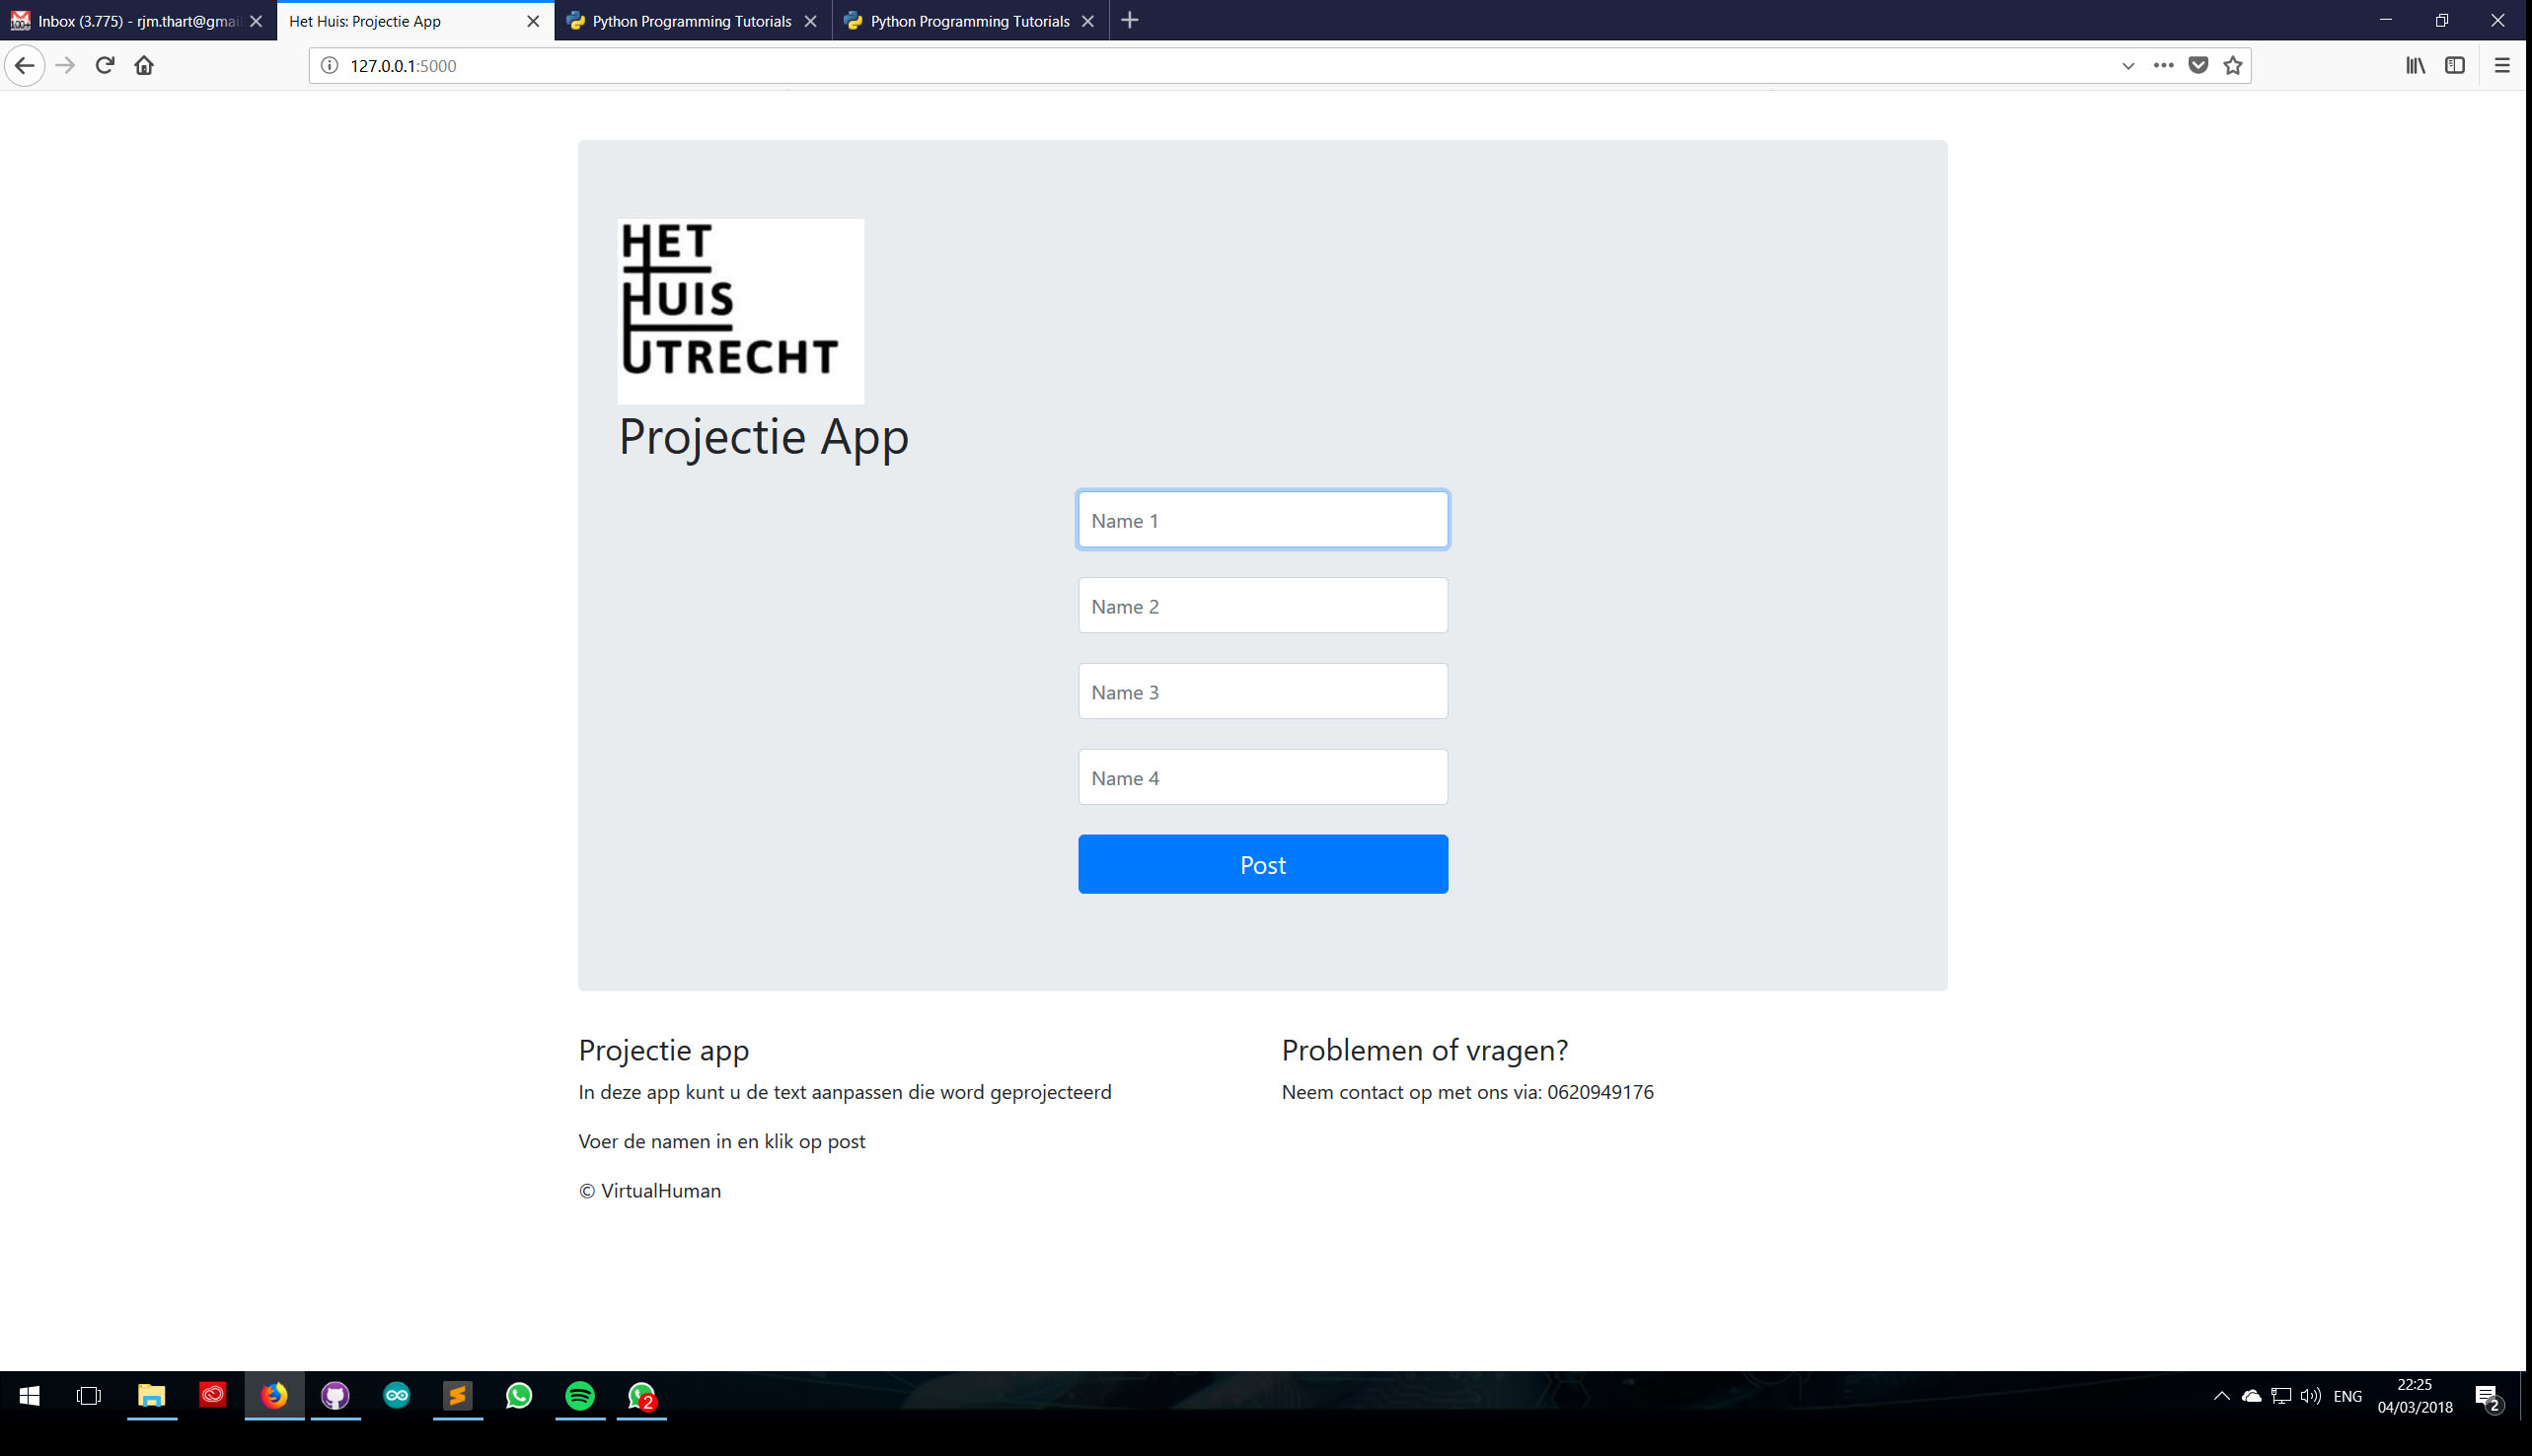 Inbox (3.775) - rjm.thart@gmai
Het Huis: Projectie App
Python Programming Tutorials
Python Programming Tutorials
127.0.0.1:5000
HET
HUIS
UTRECHT
Projectie App
Name 1
Name 2
Name 3
Name 4
Post
Projectie app
In deze app kunt u de text aanpassen die word geprojecteerd
Voer de namen in en klik op post
© VirtualHuman
Problemen of vragen?
Neem contact op met ons via: 0620949176
2
ENG
22:25
04/03/2018
2